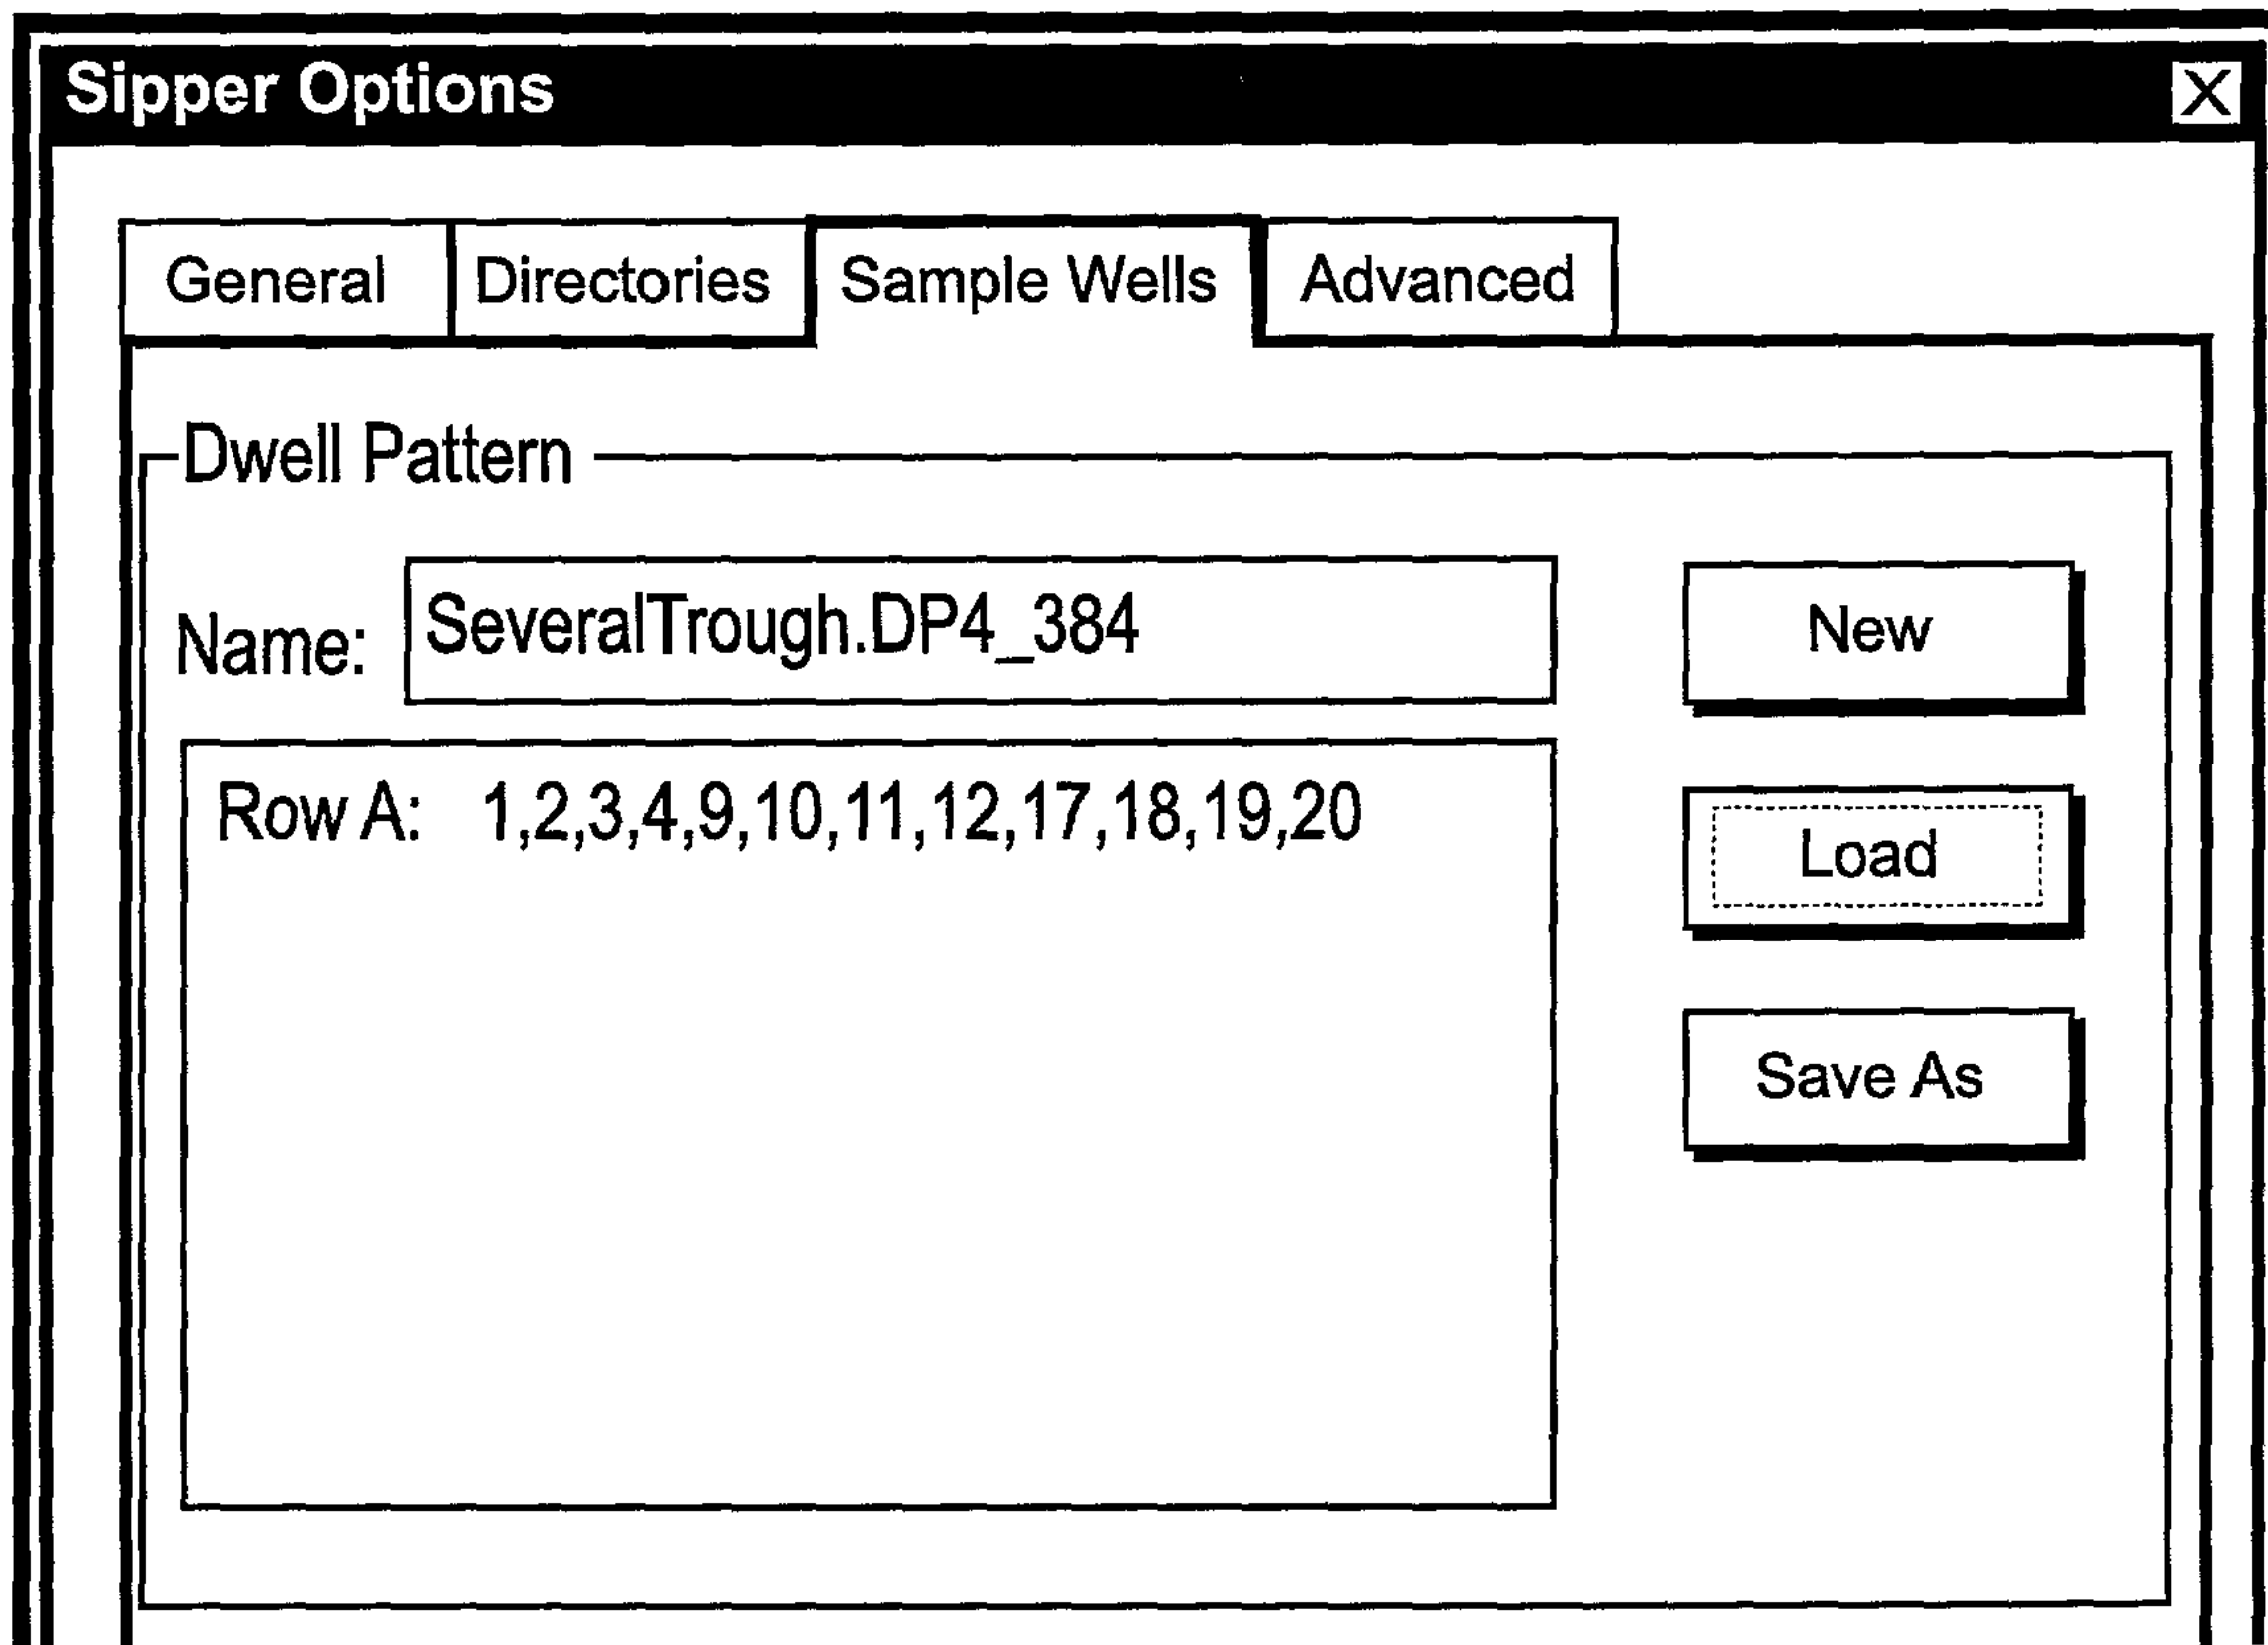 Sipper Options X
General Directories Sample Wells Advanced
Dwell Pattern
Name: SeveralTrough.DP4_384 New
Row A: 1,2,3,4,9,10,11,12,17,18,19,20
Load
Save As